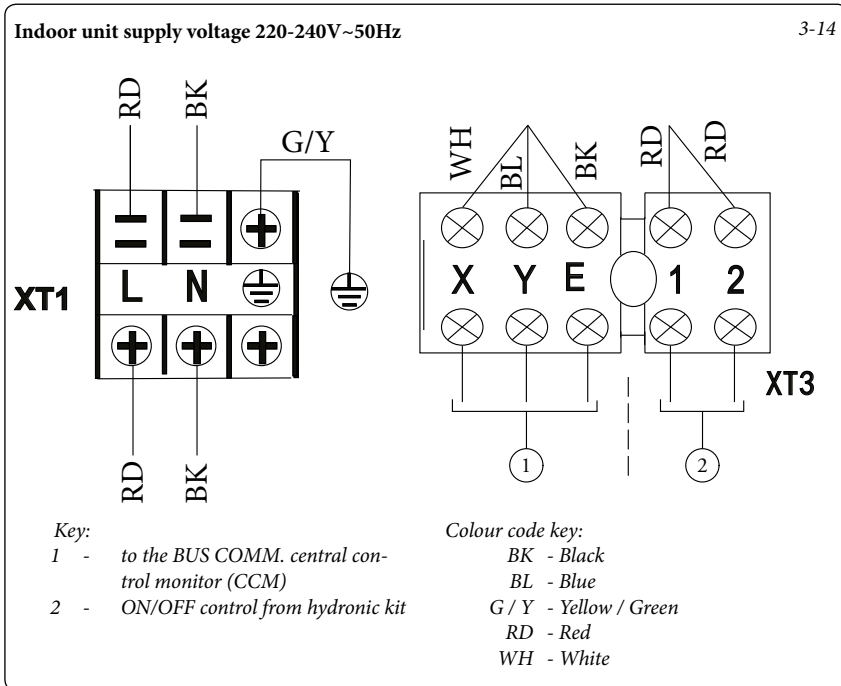 Indoor unit supply voltage 220-240V~50Hz
3-14
RD
BK
G/Y
L
N
XT1
RD
BK
WH
BL
BK
RD
RD
X Y E
1 2
XT3
1
2
Key:
1 - to the BUS COMM. central con-
trol monitor (CCM)
2 - ON/OFF control from hydronic kit
Colour code key:
BK - Black
BL - Blue
G / Y - Yellow / Green
RD - Red
WH - White